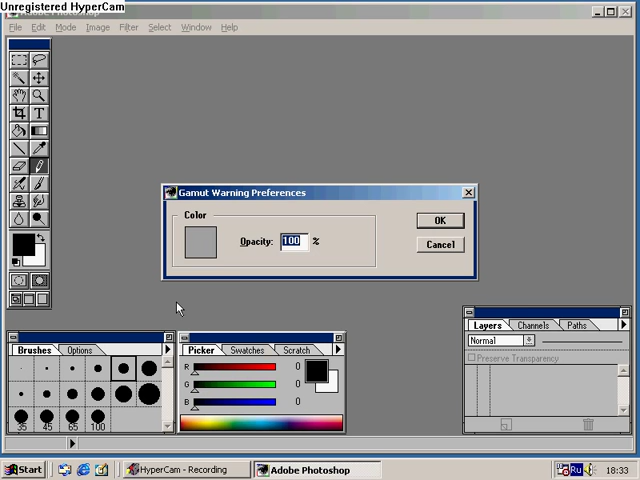 Unregistered HyperCam
File Edit Mode Image Filter Select Window Help
Gamut Warning Preferences
Color
Opacity: 100 %
OK
Cancel
Brushes Options
35 45 65 100
Picker Swatches Scratch
R 0
G 0
B 0
Layers Channels Paths
Normal
Preserve Transparency
Start HyperCam - Recording Adobe Photoshop Ru 18:33